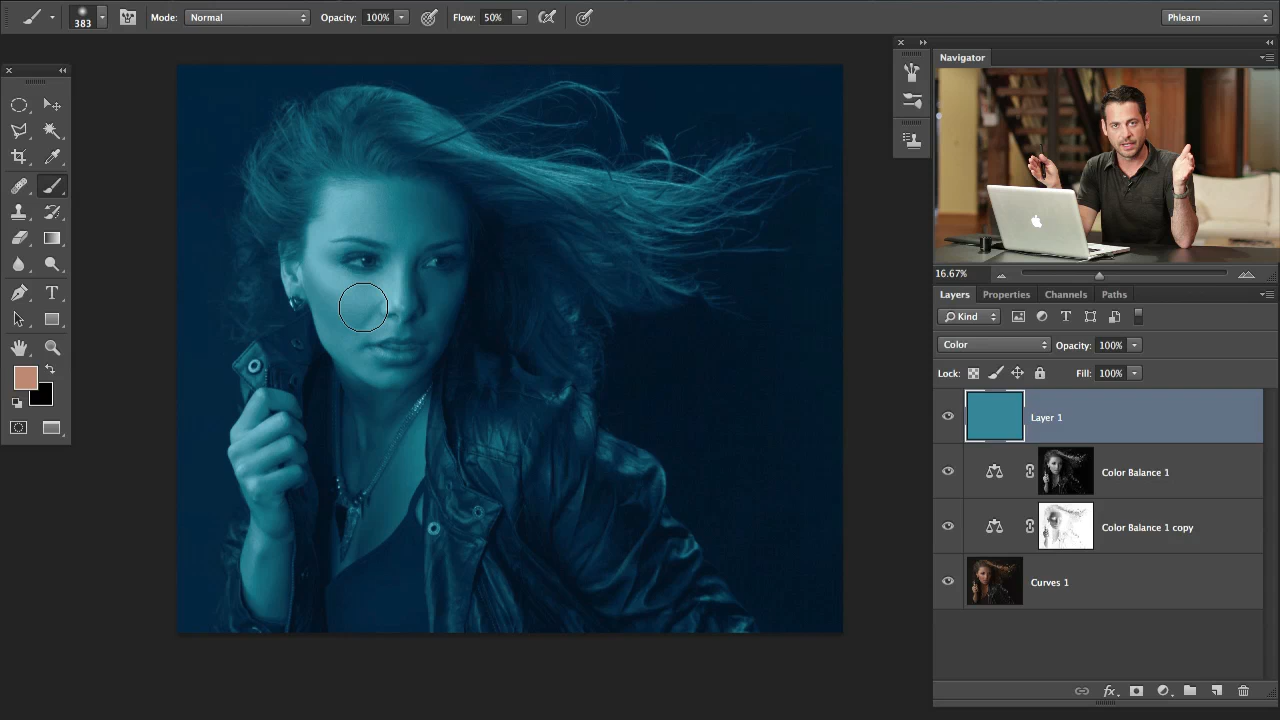 383
Mode: Normal
Opacity: 100%
Flow: 50%
Phlearn
Navigator
16.67%
Layers Properties Channels Paths
Kind
Color
Opacity: 100%
Lock:
Fill: 100%
Layer 1
Color Balance 1
Color Balance 1 copy
Curves 1
T
T
fx